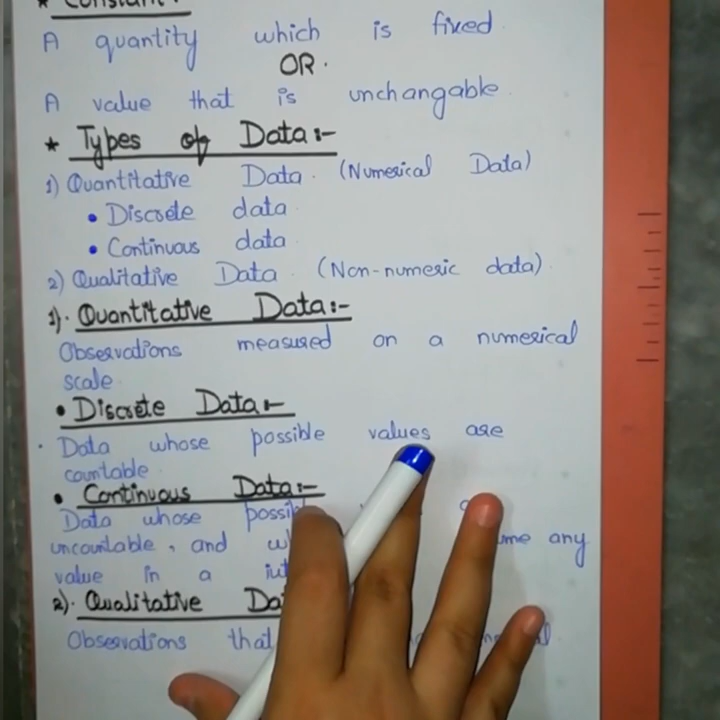 * Constant :
A quantity which is fixed.
OR.
A value that is unchangable.
* Types of Data:-
1) Quantitative Data. (Numerical Data)
• Discrete data
• Continuous data
2) Qualitative Data. (Non-numeric data).
1). Quantitative Data:-
Observations measured on a numerical
scale.
• Discrete Data:-
Data whose possible values are
countable.
• Continuous Data:-
Data whose
uncountable, and any
value in a
2). Qualitative
Observations that